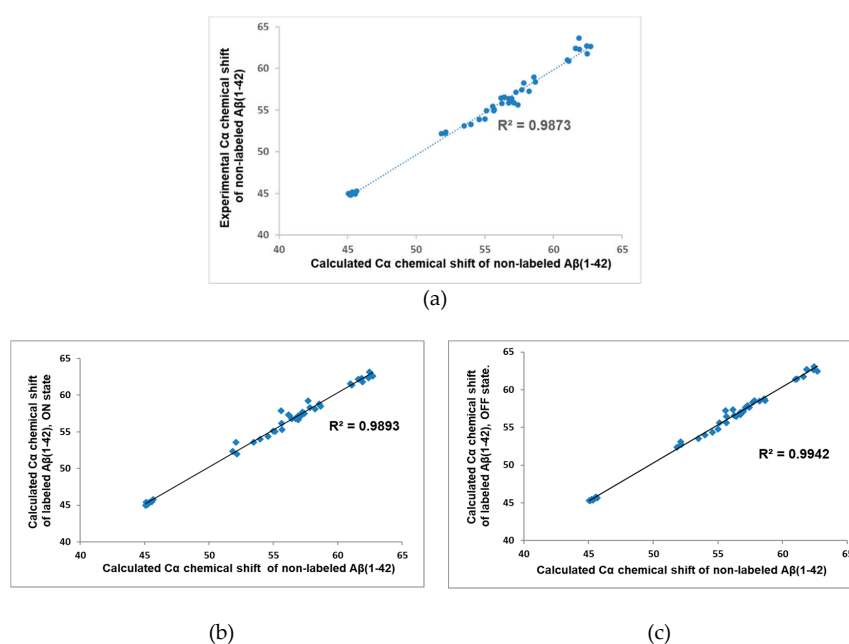 Experimental Cα chemical shift
of non-labeled Aβ(1-42)
65
60
55
50
45
40
R² = 0.9873
40 45 50 55 60 65
Calculated Cα chemical shift of non-labeled Aβ(1-42)
(a)
Calculated Cα chemical shift
of labeled Aβ(1-42), ON state
65
60
55
50
45
40
R² = 0.9893
40 45 50 55 60 65
Calculated Cα chemical shift of non-labeled Aβ(1-42)
(b)
Calculated Cα chemical shift
of labeled Aβ(1-42), OFF state.
65
60
55
50
45
40
R² = 0.9942
40 45 50 55 60 65
Calculated Cα chemical shift of non-labeled Aβ(1-42)
(c)